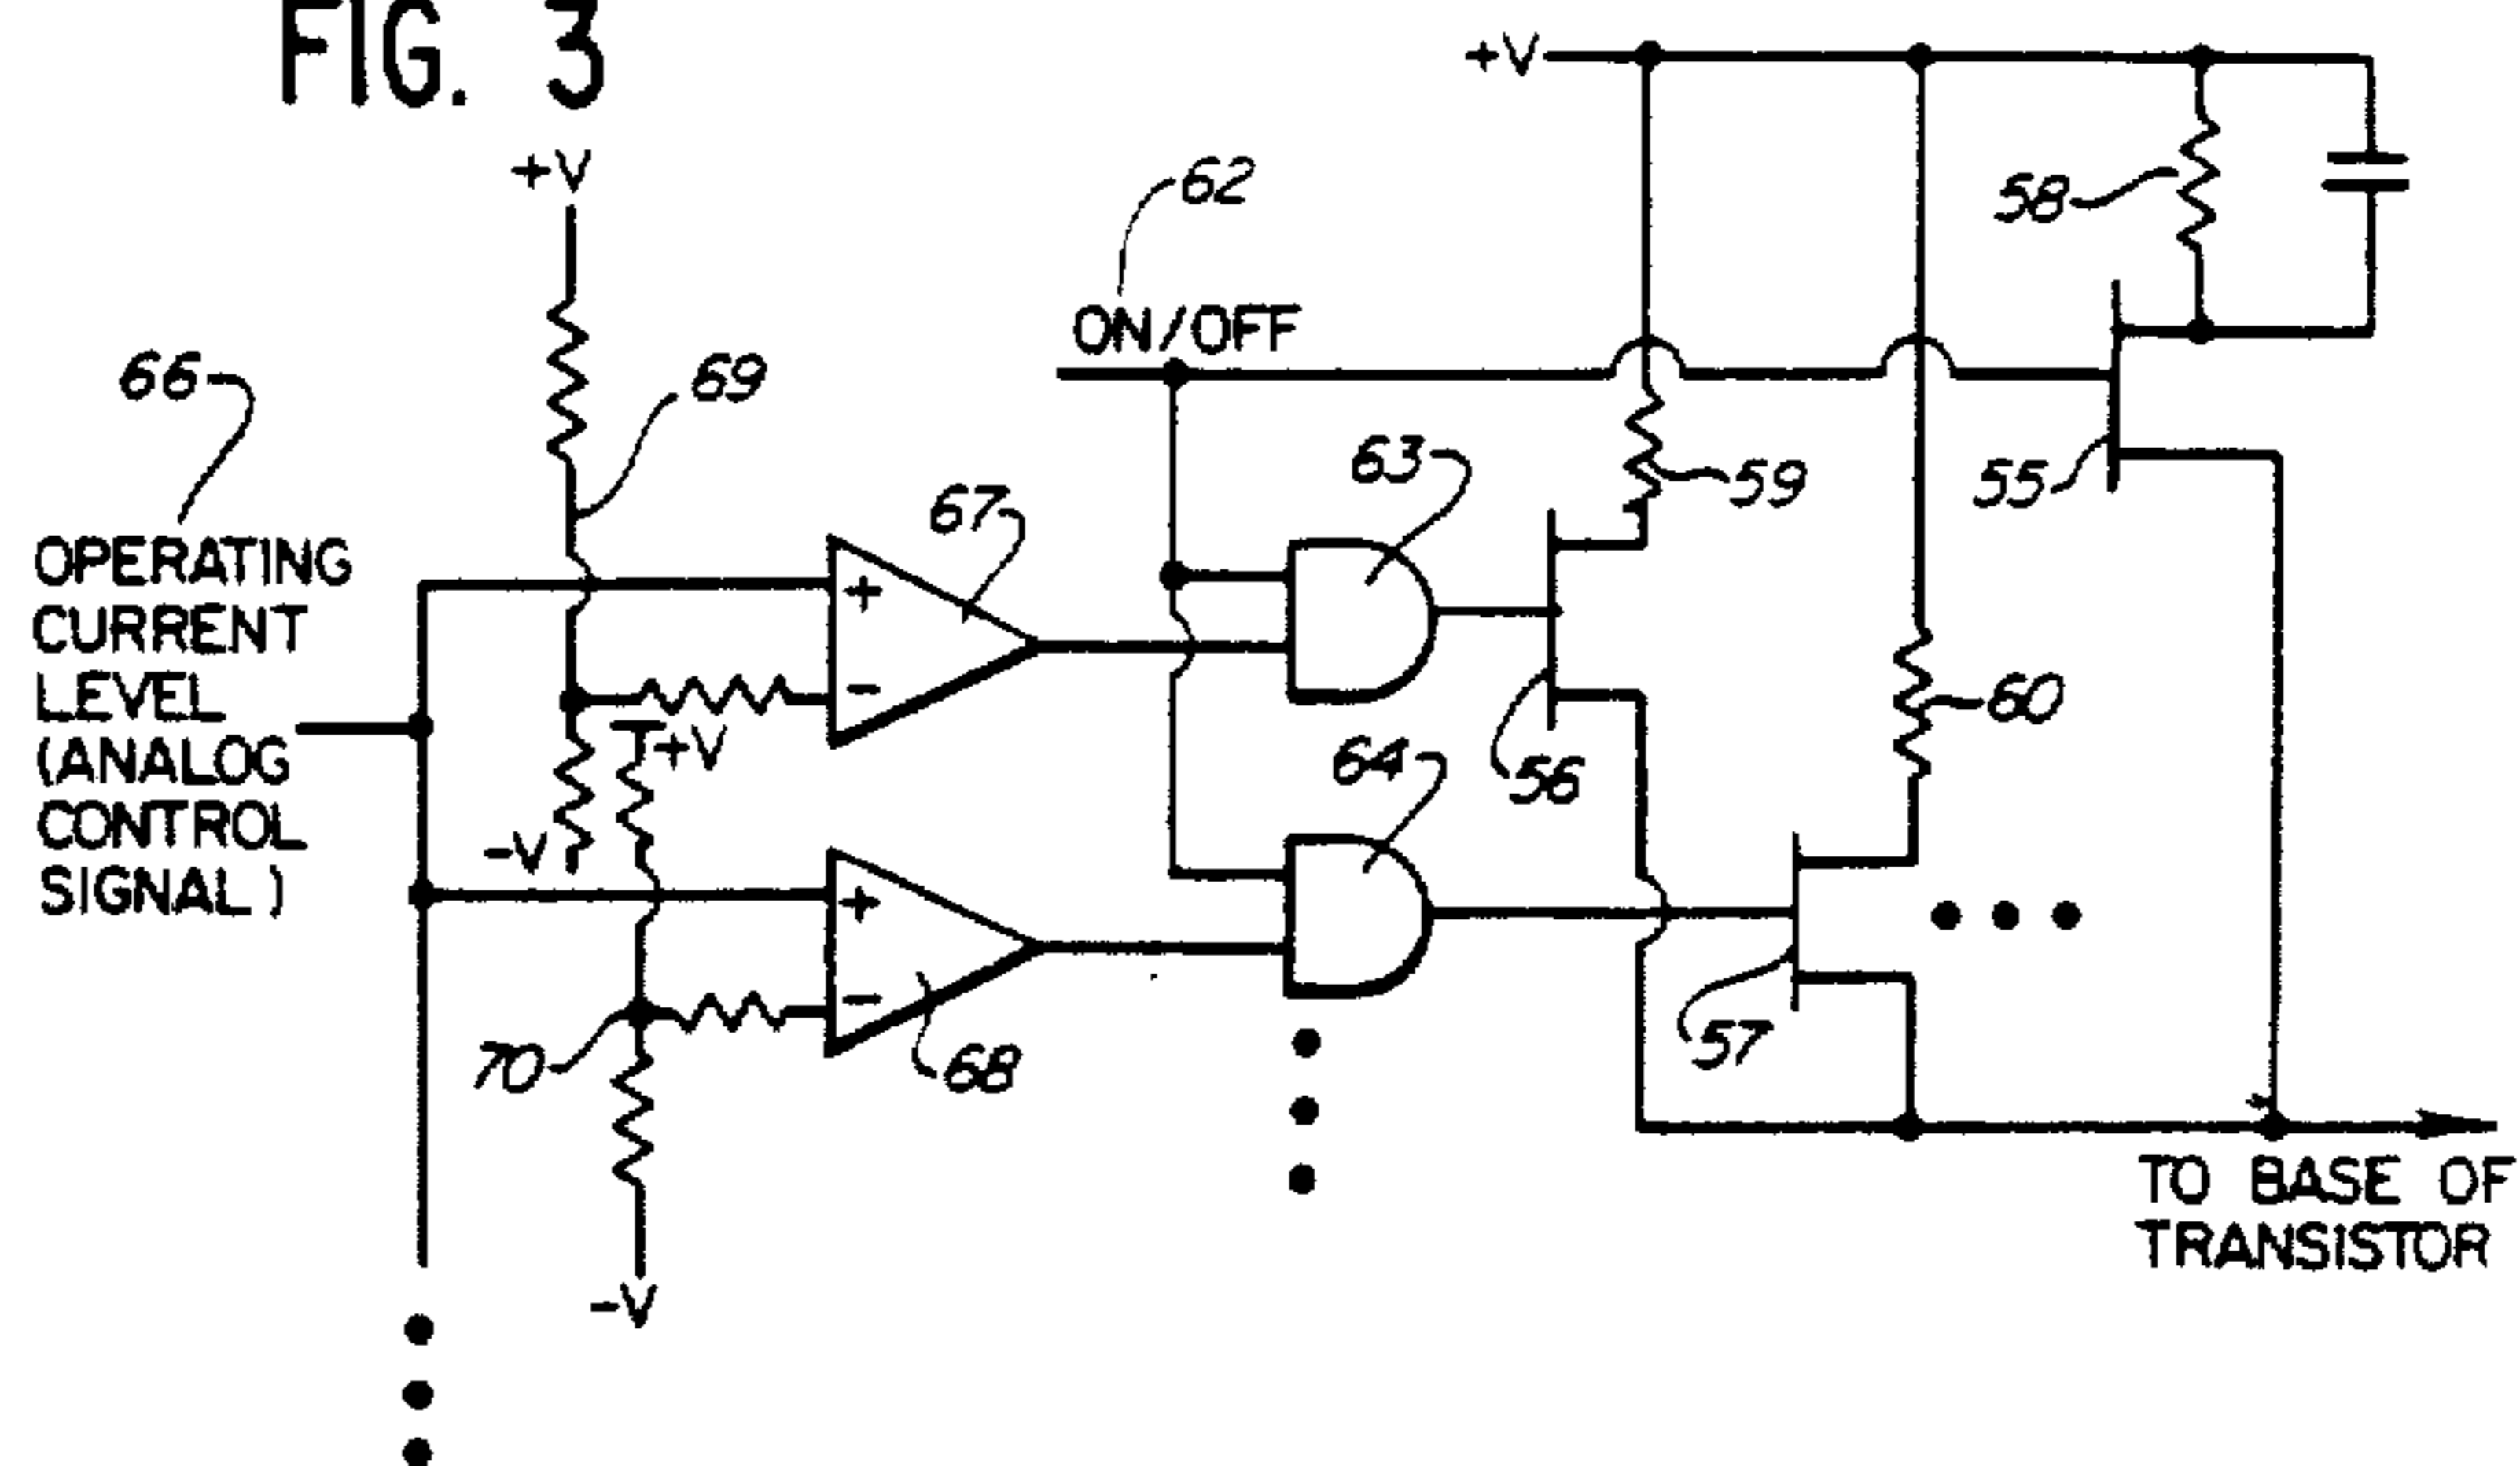 FIG. 3
+V
+V
62
58
ON/OFF
66
69
63
59
55
67
OPERATING
CURRENT
LEVEL
(ANALOG
CONTROL
SIGNAL)
+
-
+V
60
64
56
-V
+
-
70
68
57
TO BASE OF
TRANSISTOR
-V